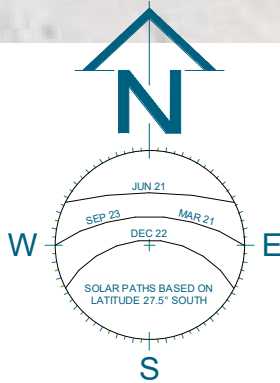 N
JUN 21
SEP 23 MAR 21
DEC 22
W E
SOLAR PATHS BASED ON
LATITUDE 27.5° SOUTH
S